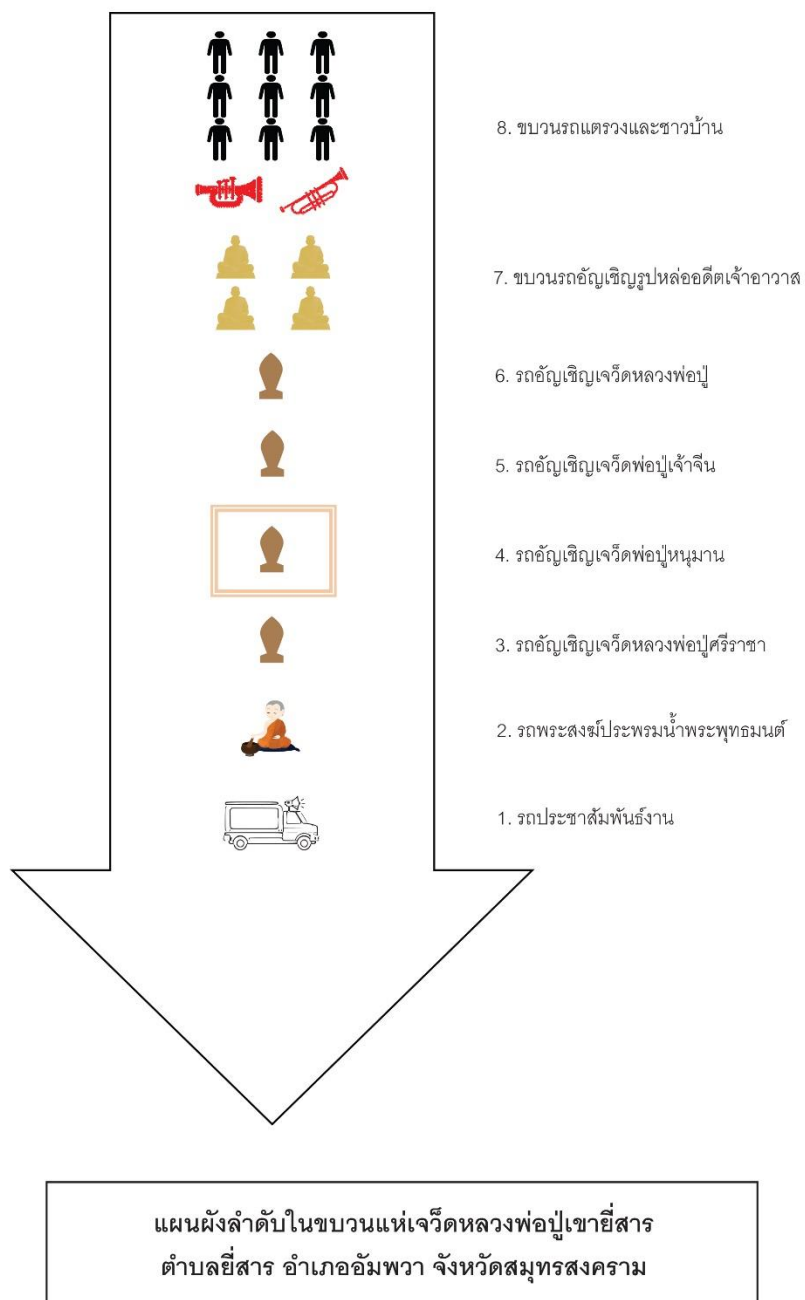 8. ขบวนรถแตรวงและชาวบ้าน
7. ขบวนรถอัญเชิญรูปหล่ออดีตเจ้าอาวาส
6. รถอัญเชิญเจว็ดหลวงพ่อปู่
5. รถอัญเชิญเจว็ดพ่อปู่เจ้าจีน
4. รถอัญเชิญเจว็ดพ่อปู่หนุมาน
3. รถอัญเชิญเจว็ดหลวงพ่อปู่ศรีราชา
2. รถพระสงฆ์ประพรมน้ำพระพุทธมนต์
1. รถประชาสัมพันธ์งาน
แผนผังลำดับในขบวนแห่เจว็ดหลวงพ่อปู่เขายี่สาร
ตำบลยี่สาร อำเภออัมพวา จังหวัดสมุทรสงคราม